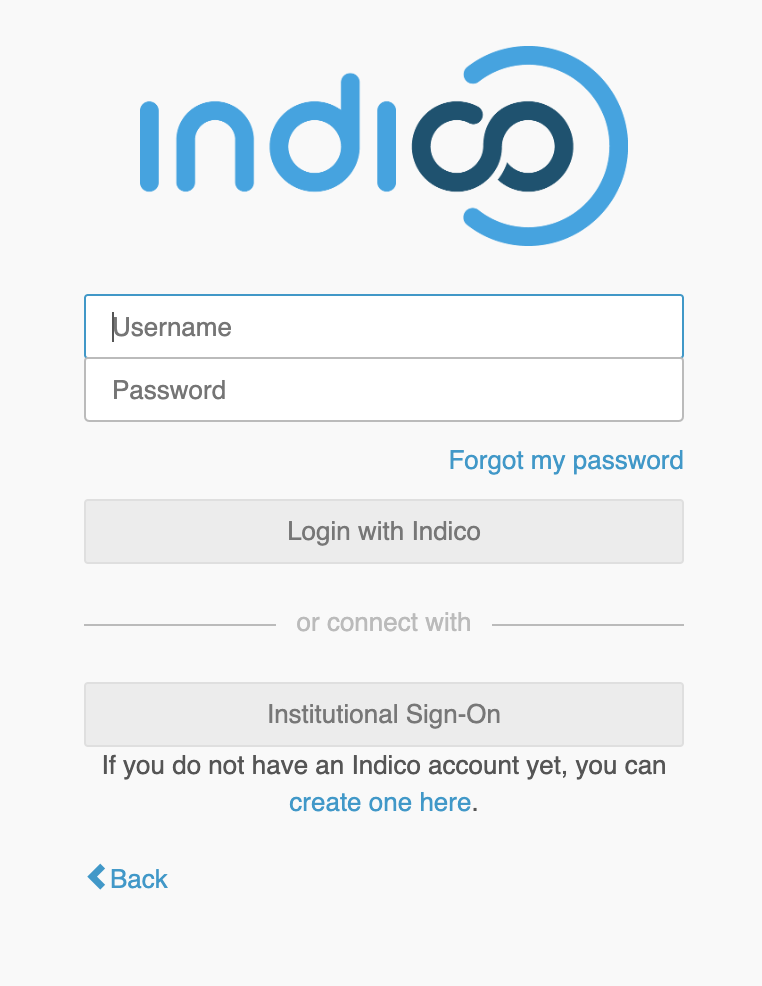 indico
Username
Password
Forgot my password
Login with Indico
or connect with
Institutional Sign-On
If you do not have an Indico account yet, you can
create one here.
Back